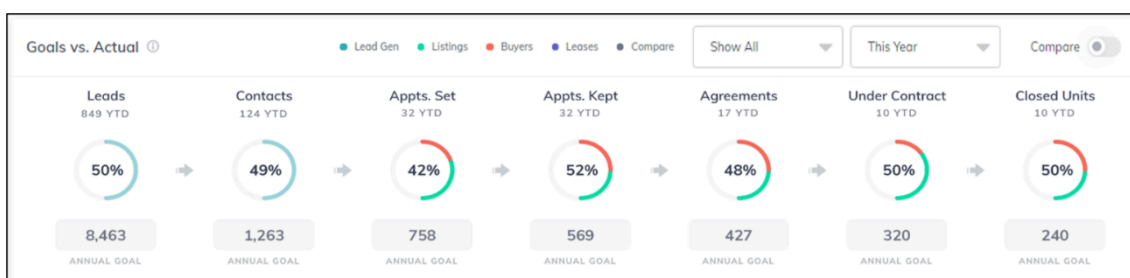 Goals vs. Actual
Lead Gen Listings Buyers Leases Compare Show All This Year Compare
Leads Contacts Appts. Set Appts. Kept Agreements Under Contract Closed Units
849 YTD 124 YTD 32 YTD 32 YTD 17 YTD 10 YTD 10 YTD
50% 49% 42% 52% 48% 50% 50%
8,463 1,263 758 569 427 320 240
ANNUAL GOAL ANNUAL GOAL ANNUAL GOAL ANNUAL GOAL ANNUAL GOAL ANNUAL GOAL ANNUAL GOAL